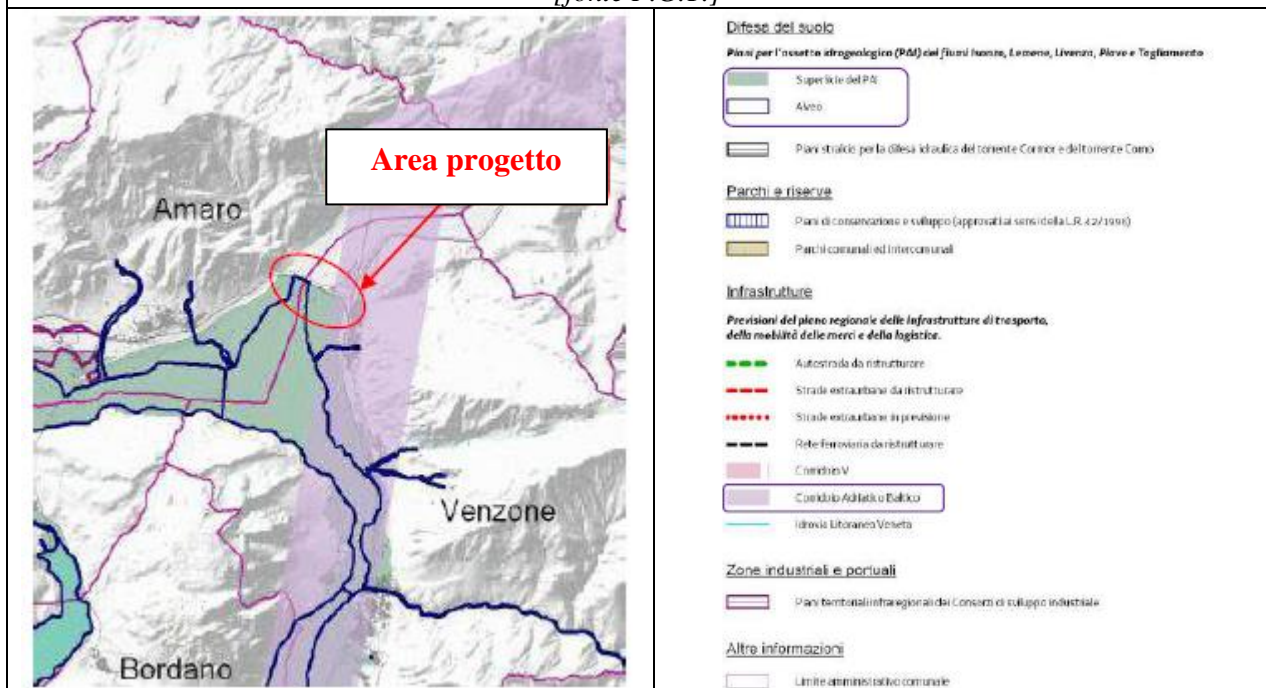 [fonte P.G.T.]
Area progetto
Amaro
Venzone
Bordano
Difesa del suolo
Piani per l'assetto idrogeologico (PAI) dei fiumi Isonzo, Lemene, Livenza, Piave e Tagliamento
Superficie del PAI
Alveo
Piani stralcio per la difesa idraulica del torrente Cormor e del torrente Corno
Parchi e riserve
Piani di conservazione e sviluppo (approvati ai sensi della L.R. 42/1996)
Parchi comunali ed intercomunali
Infrastrutture
Previsioni del piano regionale delle infrastrutture di trasporto,
della mobilità delle merci e della logistica.
Autostrada da ristrutturare
Strade extraurbane da ristrutturare
Strade extraurbane in previsione
Rete ferroviaria da ristrutturare
Corridoio V
Corridoio Adriatico Baltico
Idrovia Litoranea Veneta
Zone industriali e portuali
Piani territoriali infraregionali dei Consorzi di sviluppo industriale
Altre informazioni
Limite amministrativo comunale